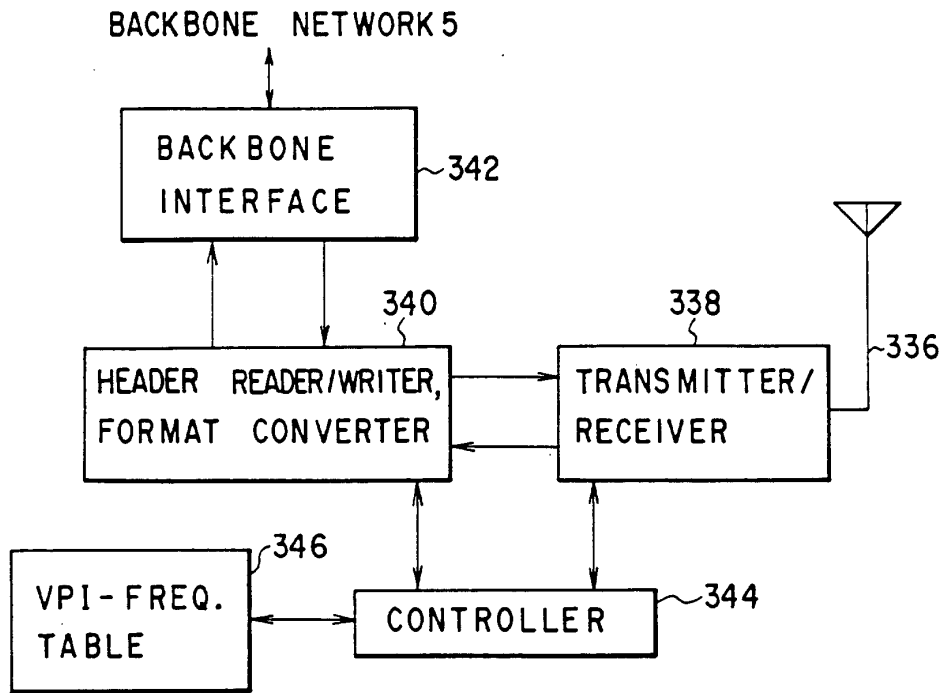 BACKBONE NETWORK 5
BACKBONE
INTERFACE
342
340
338
336
HEADER READER/WRITER,
FORMAT CONVERTER
TRANSMITTER/
RECEIVER
346
VPI-FREQ.
TABLE
CONTROLLER
344